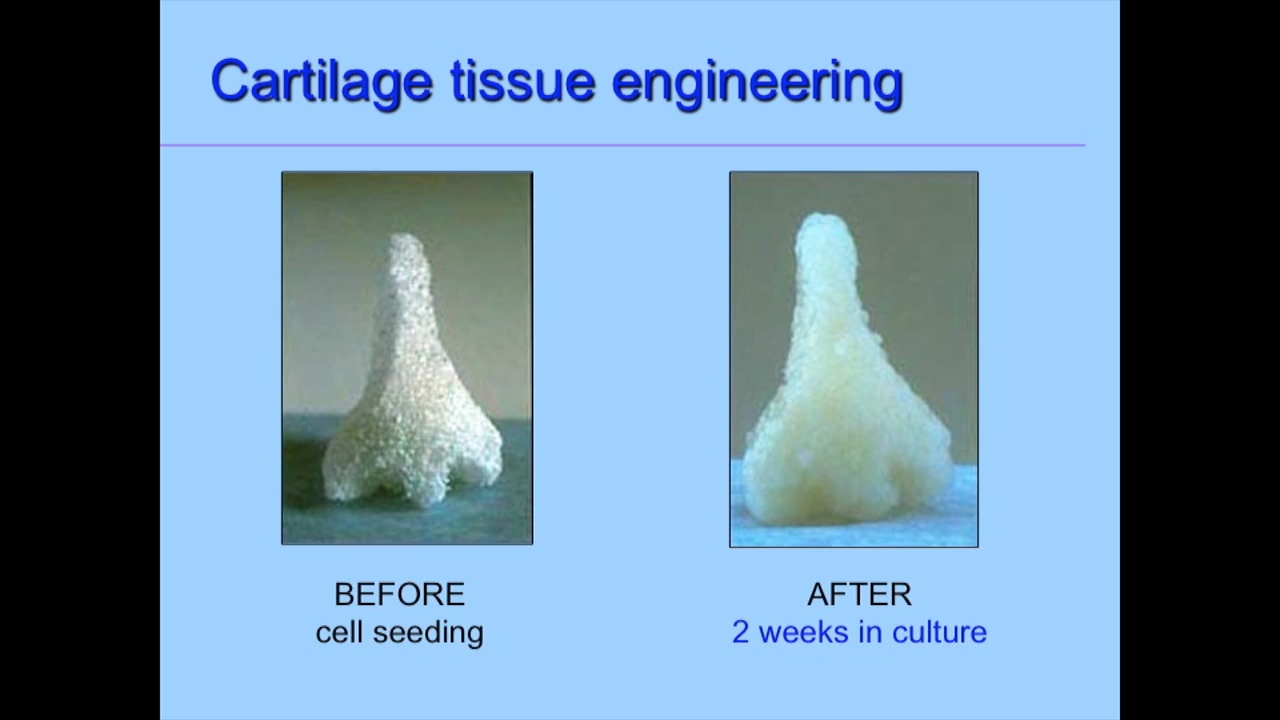 Cartilage tissue engineering
BEFORE
cell seeding
AFTER
2 weeks in culture